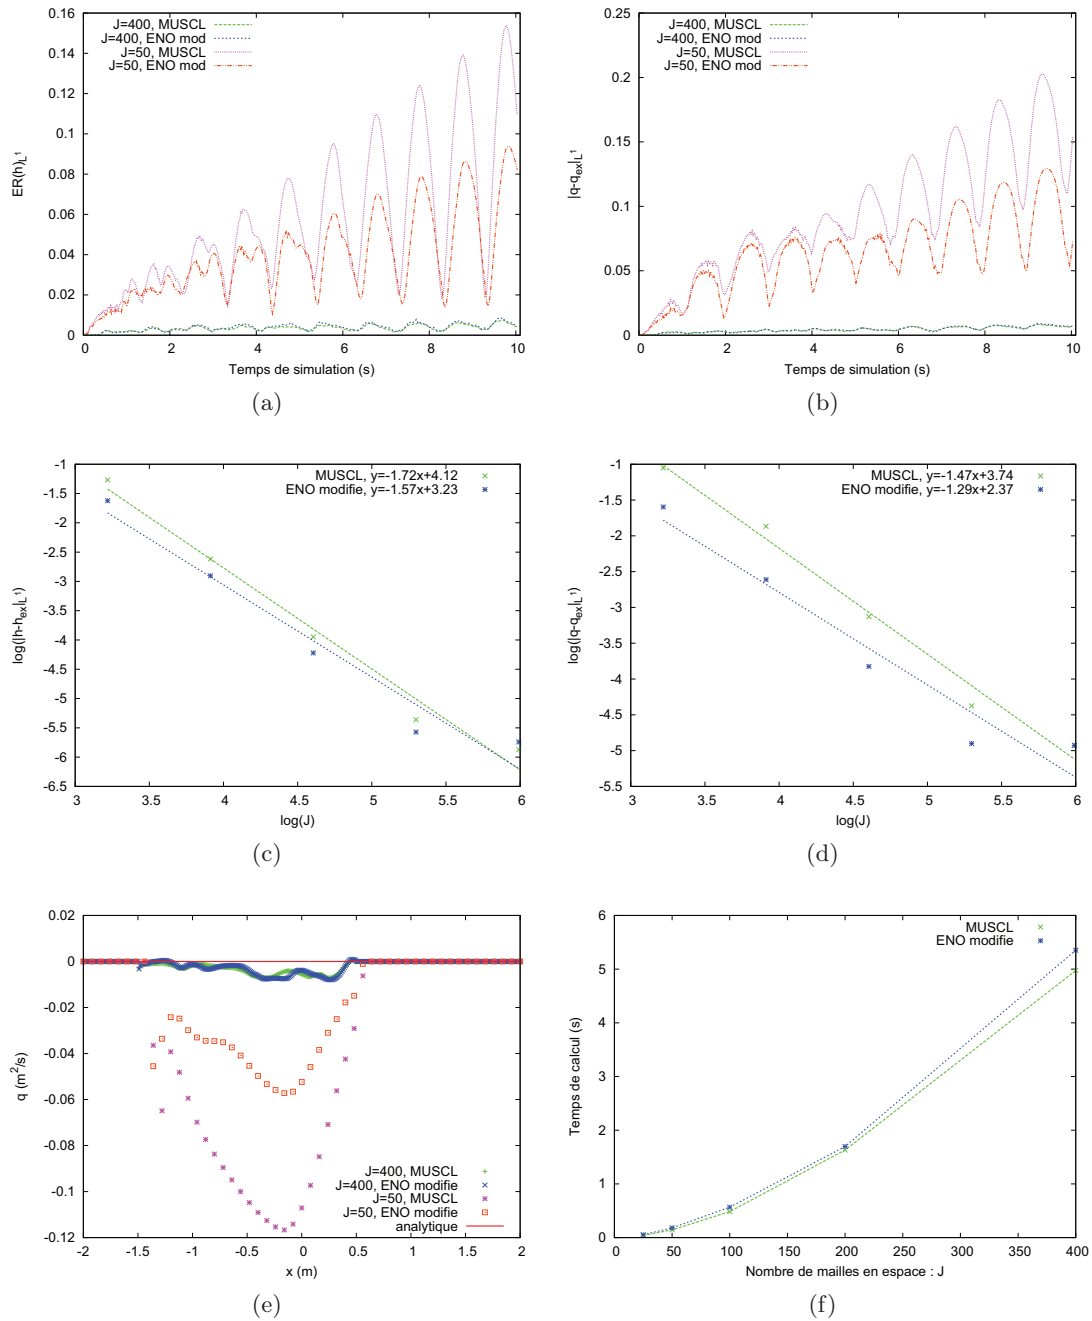 J=400, MUSCL
J=400, ENO mod
J=50, MUSCL
J=50, ENO mod
0.16
0.14
0.12
0.1
0.08
0.06
0.04
0.02
0
ER(h)_L¹
0 2 4 6 8 10
Temps de simulation (s)
(a)
J=400, MUSCL
J=400, ENO mod
J=50, MUSCL
J=50, ENO mod
0.25
0.2
0.15
0.1
0.05
0
|q-q_ex|_L¹
0 2 4 6 8 10
Temps de simulation (s)
(b)
MUSCL, y=-1.72x+4.12
ENO modifie, y=-1.57x+3.23
-1
-1.5
-2
-2.5
-3
-3.5
-4
-4.5
-5
-5.5
-6
-6.5
log(|h-h_ex|_L¹)
3 3.5 4 4.5 5 5.5 6
log(J)
(c)
MUSCL, y=-1.47x+3.74
ENO modifie, y=-1.29x+2.37
-1
-1.5
-2
-2.5
-3
-3.5
-4
-4.5
-5
-5.5
log(|q-q_ex|_L¹)
3 3.5 4 4.5 5 5.5 6
log(J)
(d)
0.02
0
-0.02
-0.04
-0.06
-0.08
-0.1
-0.12
q (m²/s)
J=400, MUSCL
J=400, ENO modifie
J=50, MUSCL
J=50, ENO modifie
analytique
-2 -1.5 -1 -0.5 0 0.5 1 1.5 2
x (m)
(e)
MUSCL
ENO modifie
6
5
4
3
2
1
0
Temps de calcul (s)
0 50 100 150 200 250 300 350 400
Nombre de mailles en espace : J
(f)